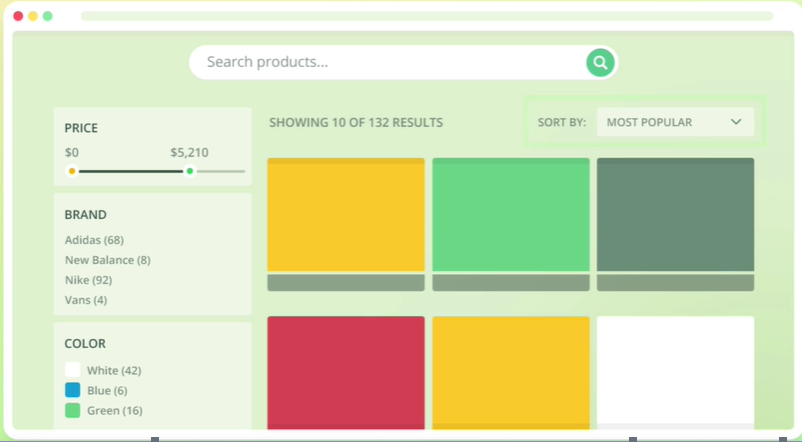 Search products...
PRICE
$0 $5,210
BRAND
Adidas (68)
New Balance (8)
Nike (92)
Vans (4)
COLOR
White (42)
Blue (6)
Green (16)
SHOWING 10 OF 132 RESULTS
SORT BY: MOST POPULAR